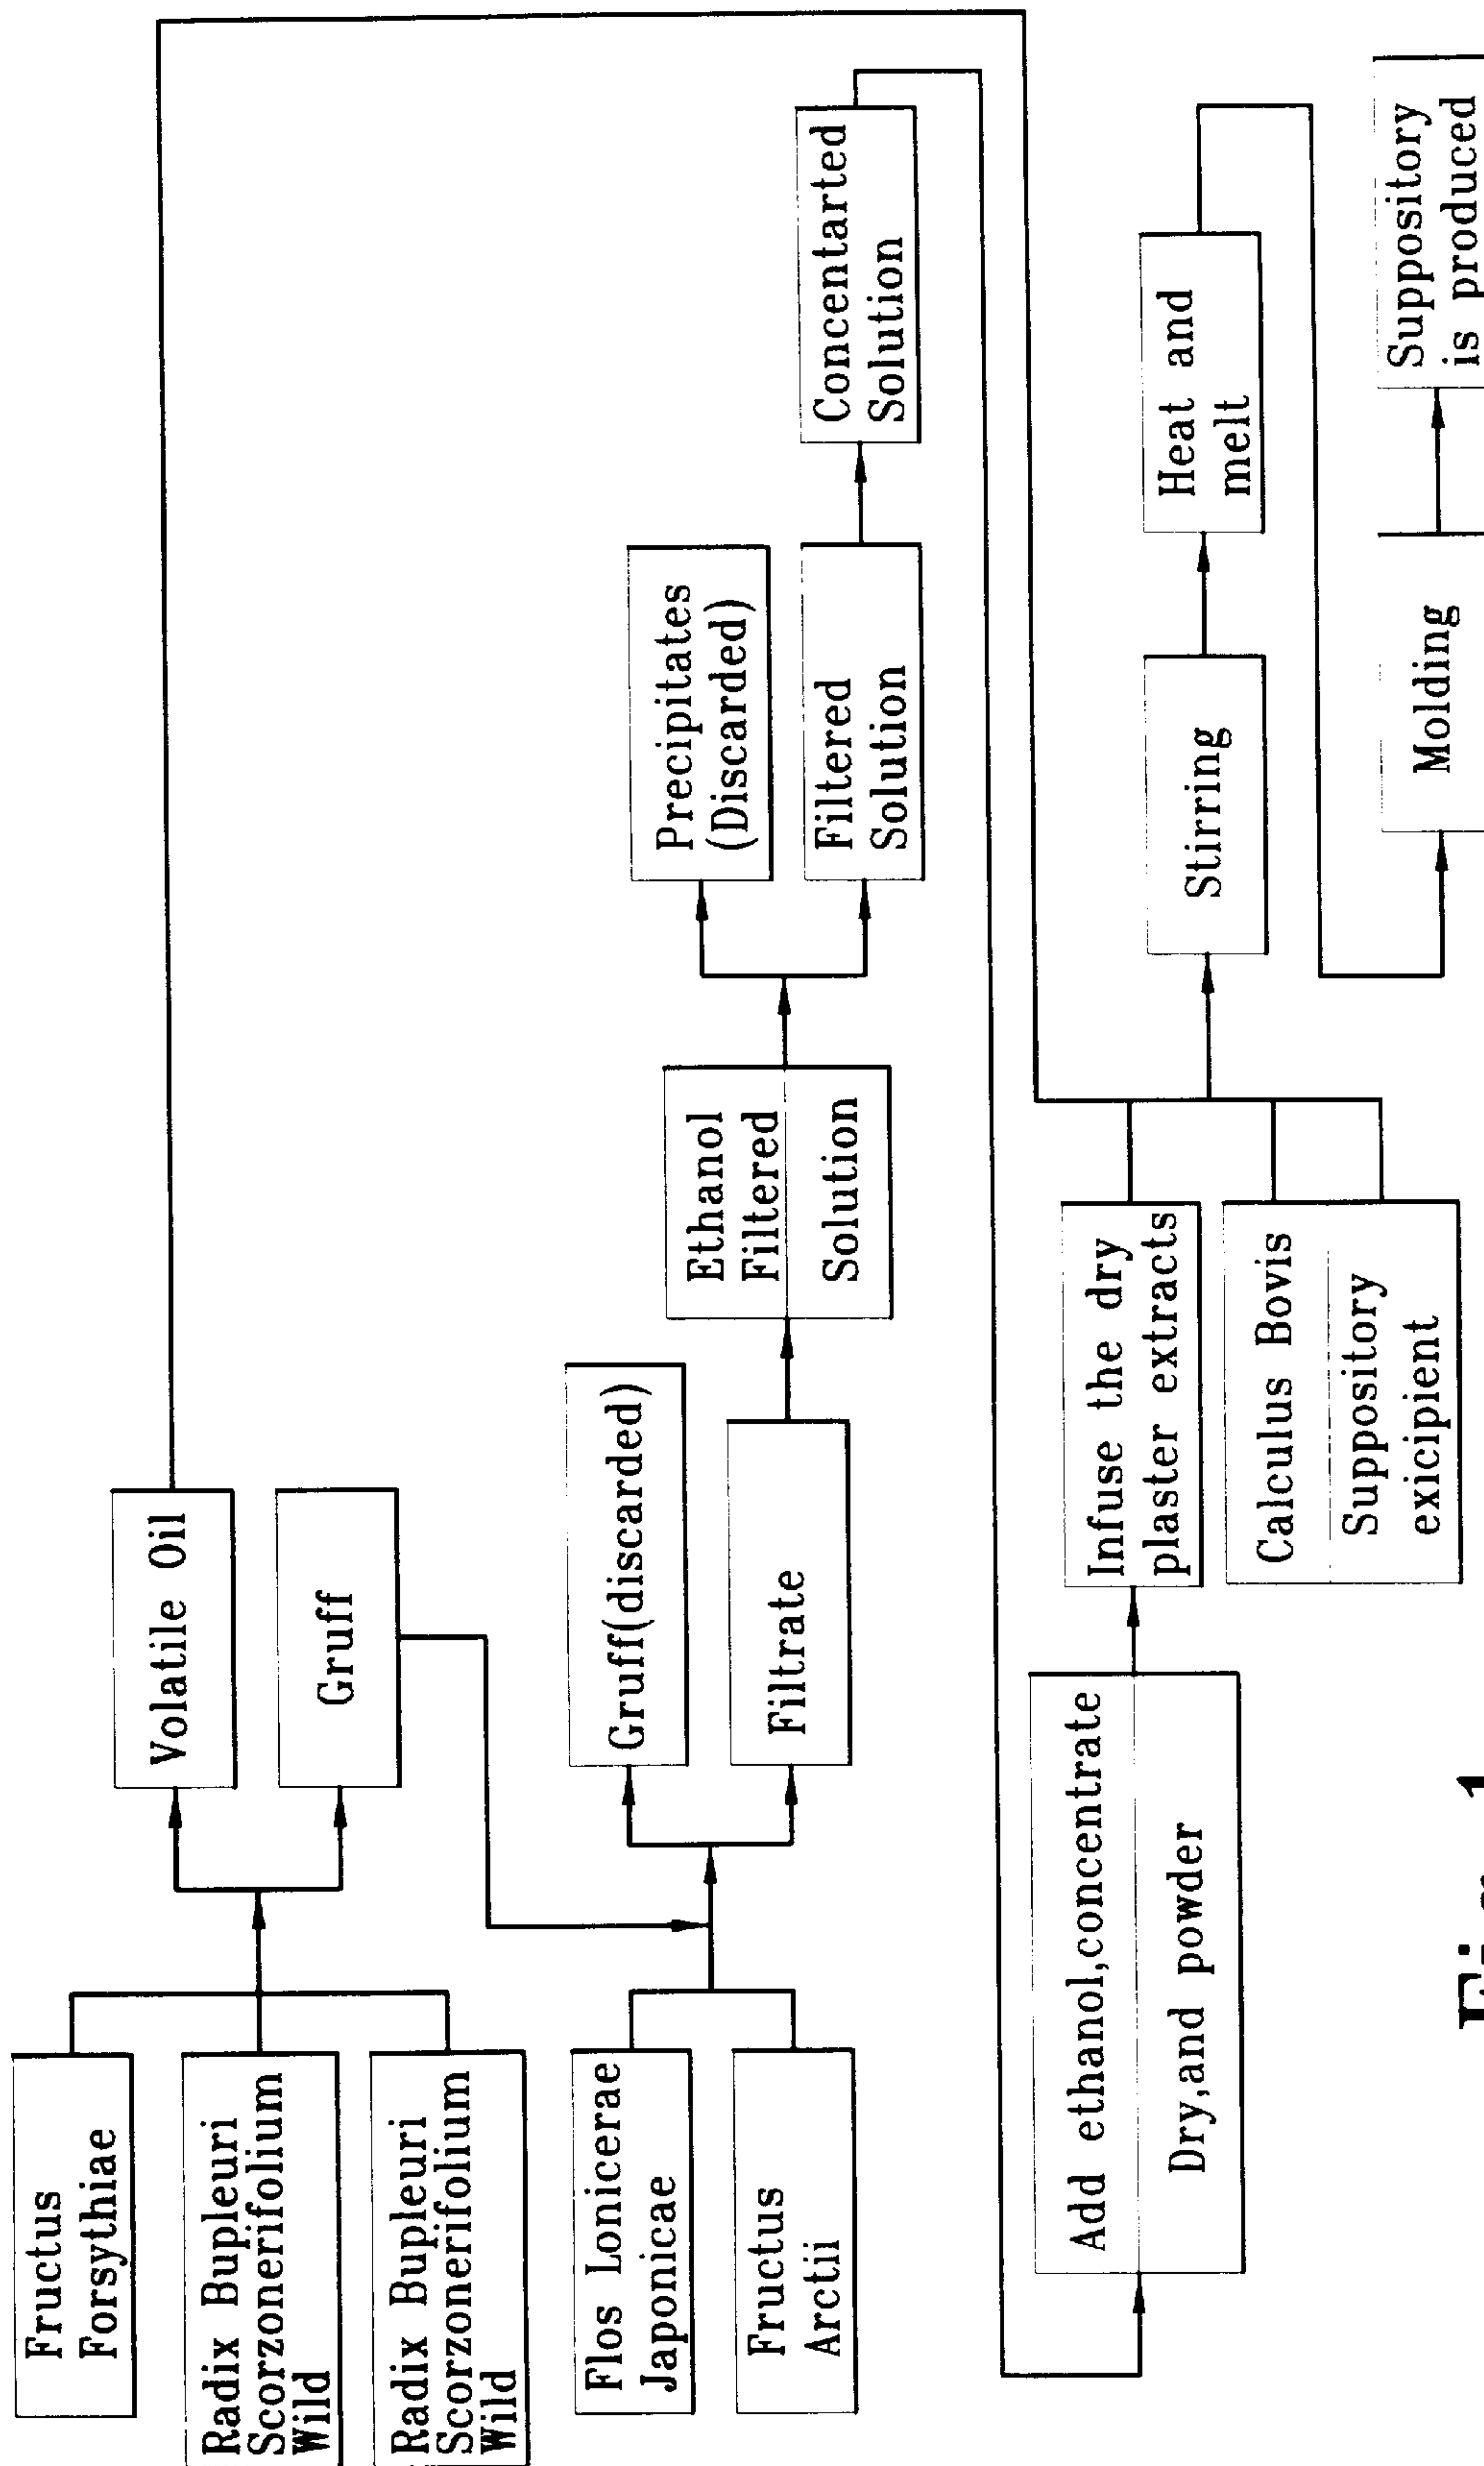 Fructus
Forsythiae
Radix Bupleuri
Scorzonerifolium
Wild
Radix Bupleuri
Scorzonerifolium
Wild
Volatile Oil
Gruff
Flos Lonicerae
Japonicae
Fructus
Arctii
Gruff(discarded)
Filtrate
Ethanol
Filtered
Solution
Precipitates
(Discarded)
Filtered
Solution
Concentarted
Solution
Add ethanol,concentrate
Dry,and powder
Infuse the dry
plaster extracts
Calculus Bovis
Suppository
exicipient
Stirring
Heat and
melt
Molding
Suppository
is produced